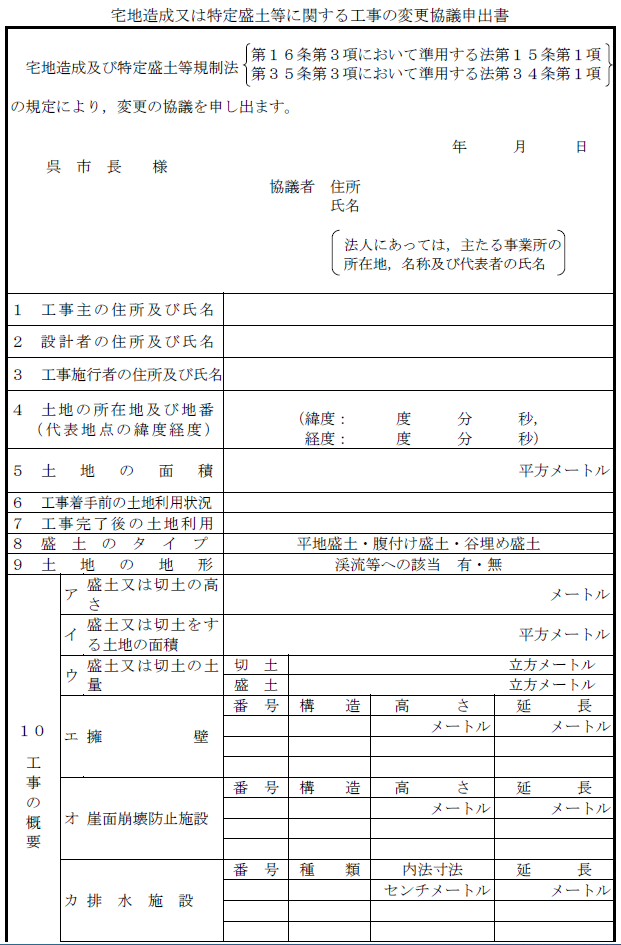 宅地造成又は特定盛土等に関する工事の変更協議申出書
宅地造成及び特定盛土等規制法
第１６条第３項において準用する法第１５条第１項
第３５条第３項において準用する法第３４条第１項
の規定により，変更の協議を申し出ます。
年　月　日
呉　市　長　様
協議者　住所
氏名
法人にあっては，主たる事業所の
所在地，名称及び代表者の氏名
１　工事主の住所及び氏名
２　設計者の住所及び氏名
３　工事施行者の住所及び氏名
４　土地の所在地及び地番
（代表地点の緯度経度）
（緯度：　度　分　秒，
経度：　度　分　秒）
５　土地の面積　平方メートル
６　工事着手前の土地利用状況
７　工事完了後の土地利用
８　盛土のタイプ　平地盛土・腹付け盛土・谷埋め盛土
９　土地の地形　渓流等への該当　有・無
１０　工事の概要
ア　盛土又は切土の高
さ
メートル
イ　盛土又は切土をす
る土地の面積
平方メートル
ウ　盛土又は切土の土
量
切土　立方メートル
盛土　立方メートル
エ　擁壁
番号　構造　高さ　延長
メートル　メートル
オ　崖面崩壊防止施設
番号　構造　高さ　延長
メートル　メートル
カ　排水施設
番号　種類　内法寸法　延長
センチメートル　メートル